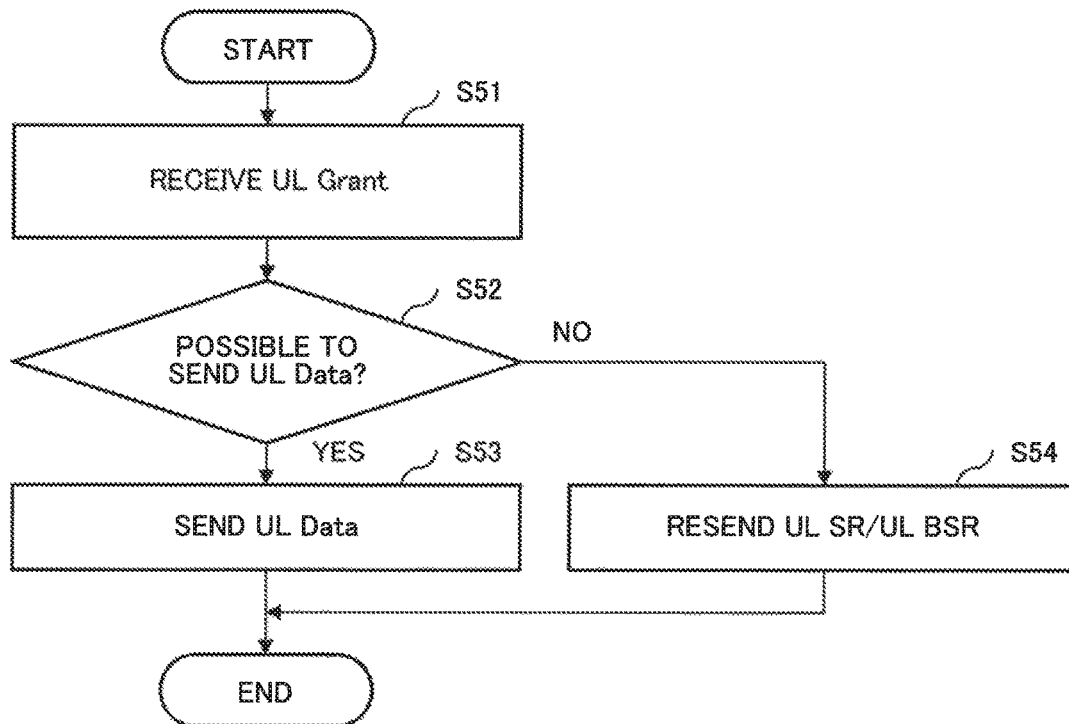 START
S51
RECEIVE UL Grant
S52
POSSIBLE TO
SEND UL Data?
NO
YES
S53
SEND UL Data
S54
RESEND UL SR/UL BSR
END